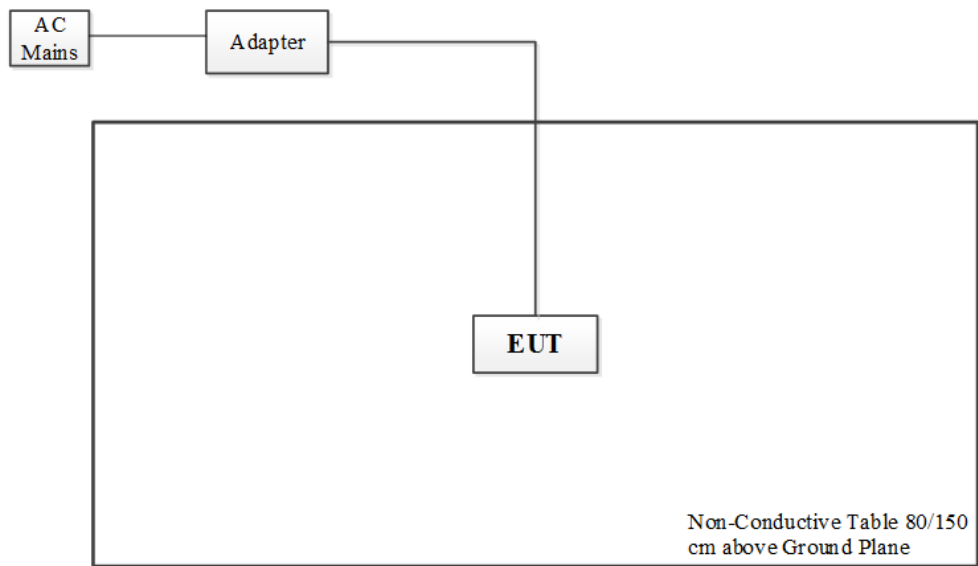 AC
Mains
Adapter
EUT
Non-Conductive Table 80/150
cm above Ground Plane